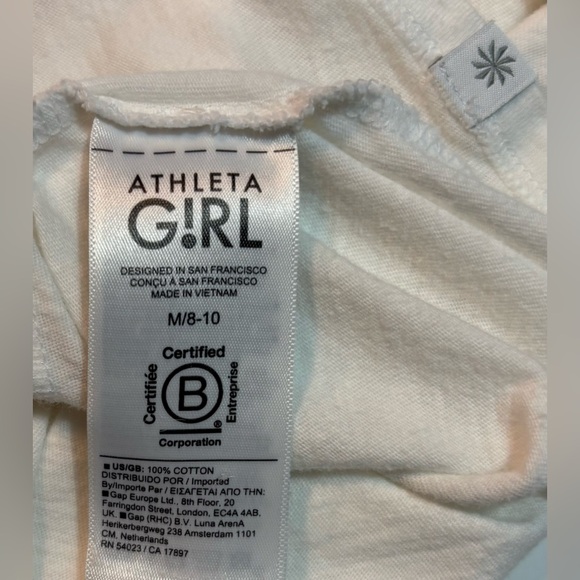 ATHLETA
G!RL
DESIGNED IN SAN FRANCISCO
CONÇU À SAN FRANCISCO
MADE IN VIETNAM
M/8-10
Certified
Certifiée
B
Entreprise
®
Corporation
■ US/GB: 100% COTTON
DISTRIBUIDO POR / Imported
By/Importe Par / ΕΙΣΑΓΕΤΑΙ ΑΠΟ ΤΗΝ:
■ Gap Europe Ltd., 8th Floor, 20
Farringdon Street, London, EC4A 4AB,
UK. ■ Gap (RHC) B.V. Luna ArenA
Herikerbergweg 238 Amsterdam 1101
CM. Netherlands
RN 54023 / CA 17897